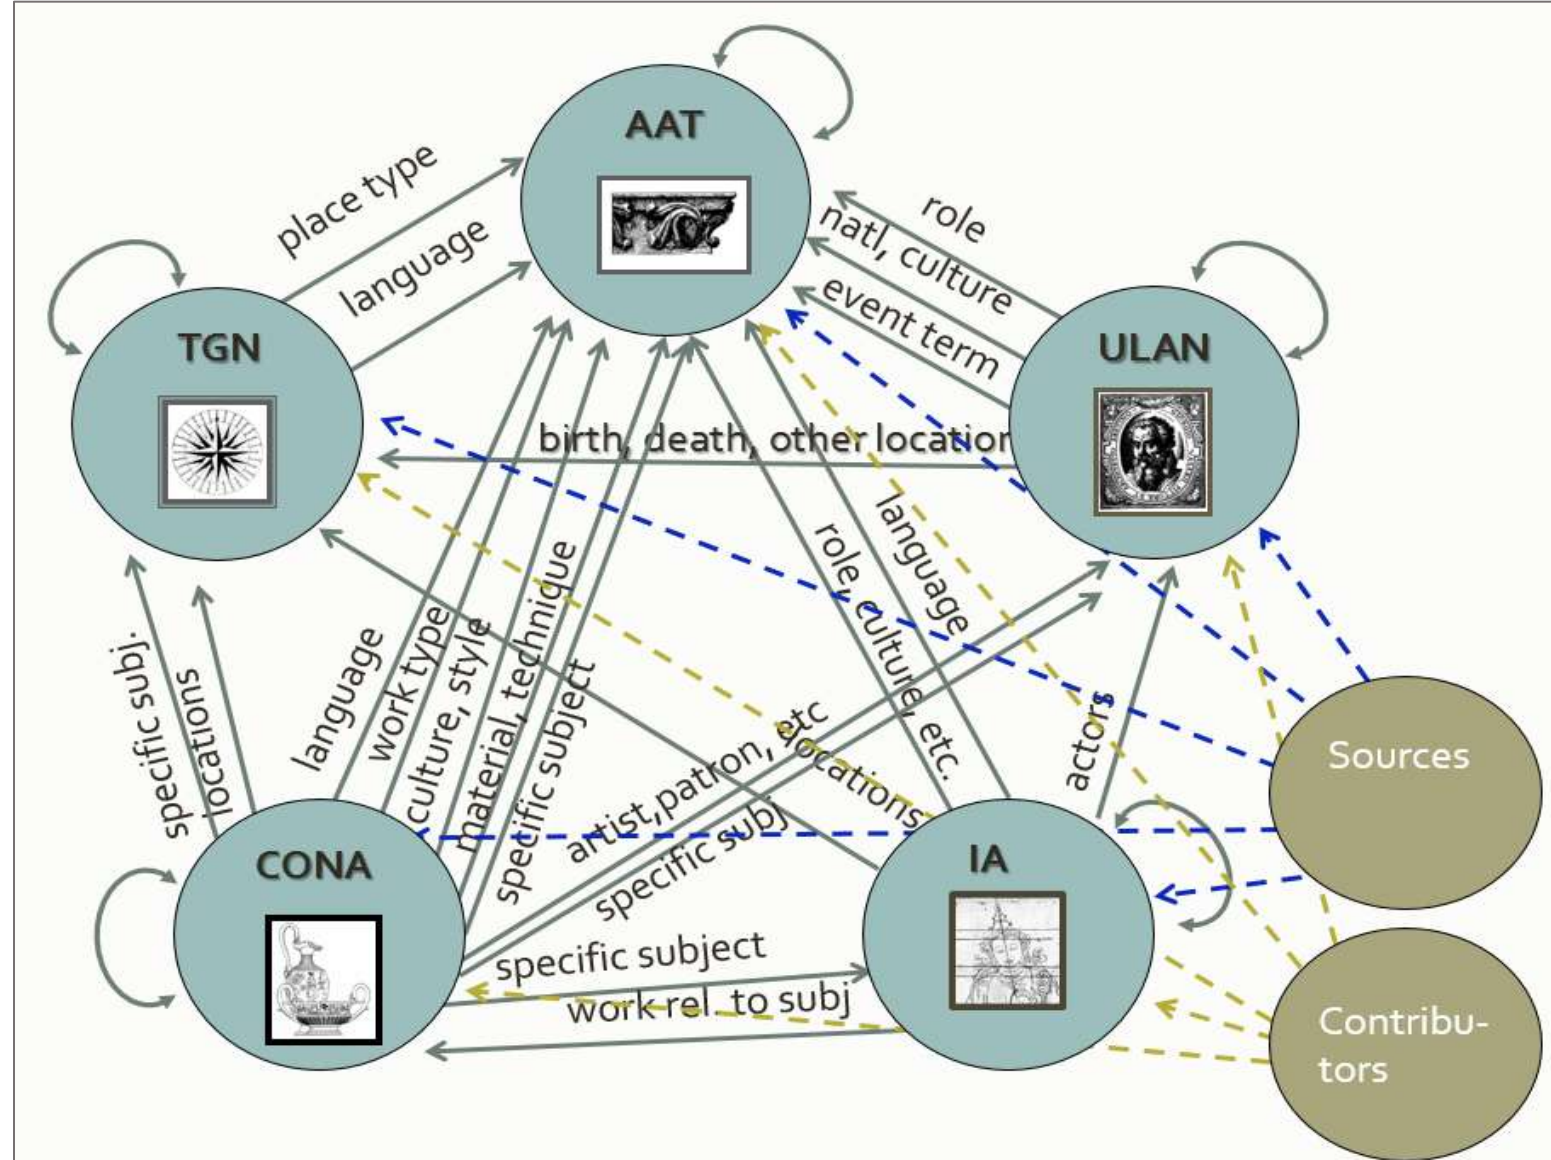 AAT
place type
language
role
natl, culture
event term
TGN
ULAN
birth, death, other location
language
role, culture, etc.
specific subj.
locations
language
work type
culture, style
material, technique
specific subject
artist,patron, etc
specific subj
locations
actors
Sources
CONA
IA
specific subject
work rel. to subj
Contribu-
tors